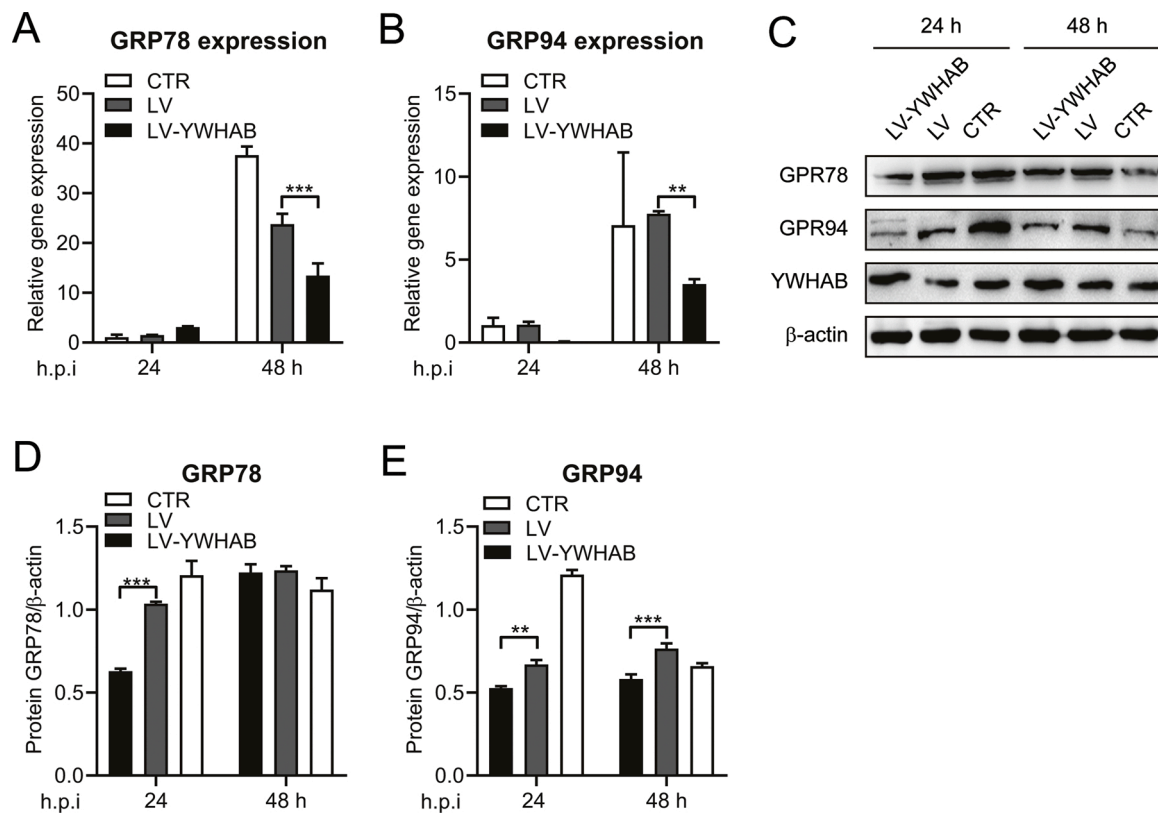 A
GRP78 expression
CTR
LV
LV-YWHAB
Relative gene expression
50
40
30
20
10
0
***
h.p.i
24
48 h
B
GRP94 expression
CTR
LV
LV-YWHAB
Relative gene expression
15
10
5
0
**
h.p.i
24
48 h
C
24 h
48 h
LV-YWHAB
LV
CTR
LV-YWHAB
LV
CTR
GPR78
GPR94
YWHAB
β-actin
D
GRP78
CTR
LV
LV-YWHAB
Protein GRP78/β-actin
1.5
1.0
0.5
0.0
***
h.p.i
24
48 h
E
GRP94
CTR
LV
LV-YWHAB
Protein GRP94/β-actin
1.5
1.0
0.5
0.0
**
***
h.p.i
24
48 h